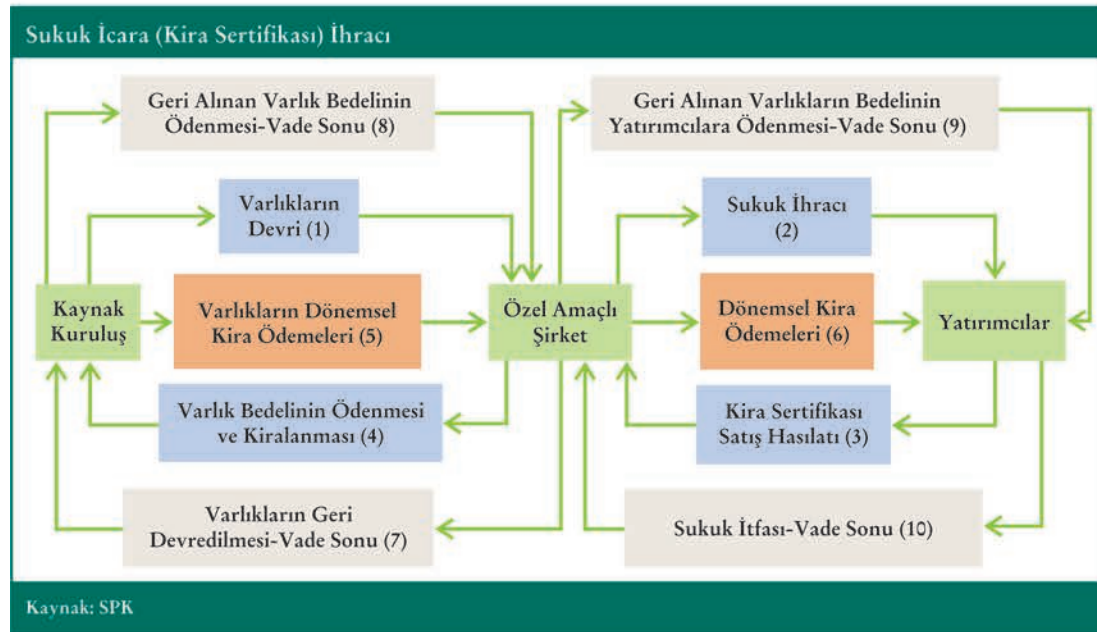 Sukuk İcara (Kira Sertifikası) İhracı
Geri Alınan Varlık Bedelinin
Ödenmesi-Vade Sonu (8)
Geri Alınan Varlıkların Bedelinin
Yatırımcılara Ödenmesi-Vade Sonu (9)
Varlıkların
Devri (1)
Sukuk İhracı
(2)
Kaynak
Kuruluş
Varlıkların Dönemsel
Kira Ödemeleri (5)
Özel Amaçlı
Şirket
Dönemsel Kira
Ödemeleri (6)
Yatırımcılar
Varlık Bedelinin Ödenmesi
ve Kiralanması (4)
Kira Sertifikası
Satış Hasılatı (3)
Varlıkların Geri
Devredilmesi-Vade Sonu (7)
Sukuk İtfası-Vade Sonu (10)
Kaynak: SPK